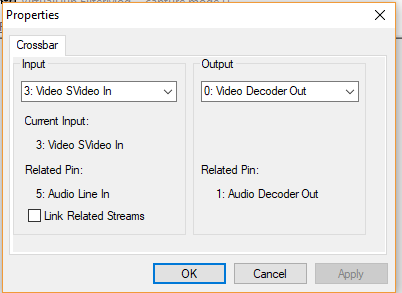 Properties
Crossbar
Input
3: Video SVideo In
Current Input:
3: Video SVideo In
Related Pin:
5: Audio Line In
Link Related Streams
Output
0: Video Decoder Out
Related Pin:
1: Audio Decoder Out
OK
Cancel
Apply